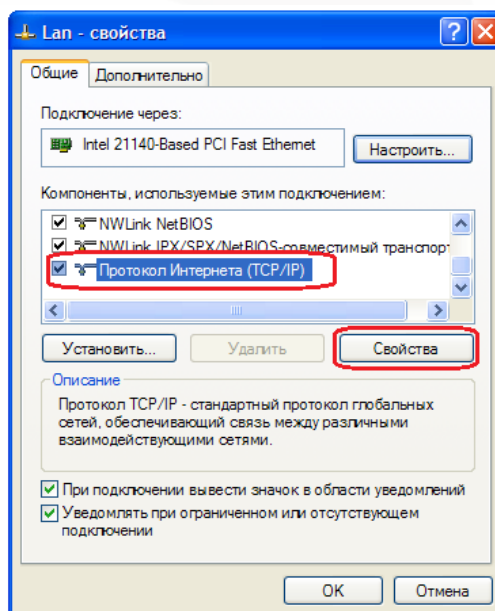 Lan - свойства
Общие
Дополнительно
Подключение через:
Intel 21140-Based PCI Fast Ethernet
Настроить...
Компоненты, используемые этим подключением:
NWLink NetBIOS
NWLink IPX/SPX/NetBIOS-совместимый транспорт
Протокол Интернета (TCP/IP)
Установить...
Удалить
Свойства
Описание
Протокол TCP/IP - стандартный протокол глобальных
сетей, обеспечивающий связь между различными
взаимодействующими сетями.
При подключении вывести значок в области уведомлений
Уведомлять при ограниченном или отсутствующем
подключении
OK
Отмена